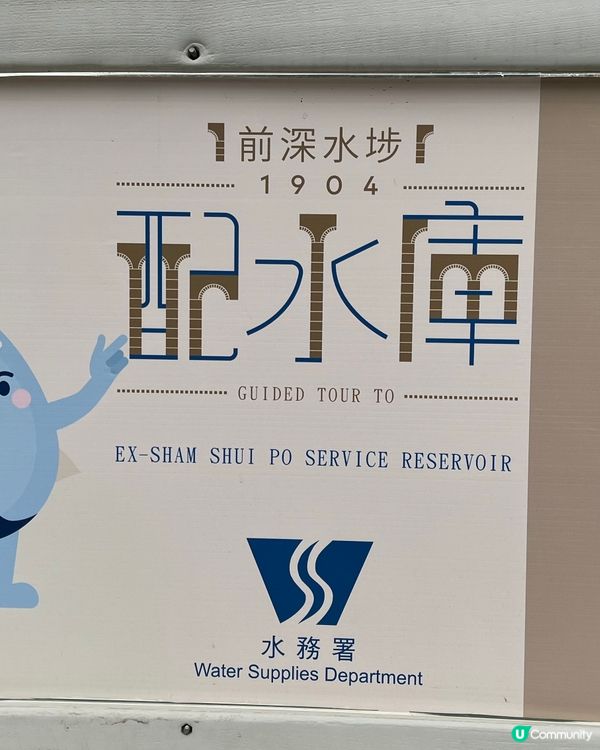 前深水埗
1904
配水庫
GUIDED TOUR TO
EX-SHAM SHUI PO SERVICE RESERVOIR
水務署
Water Supplies Department
U Community